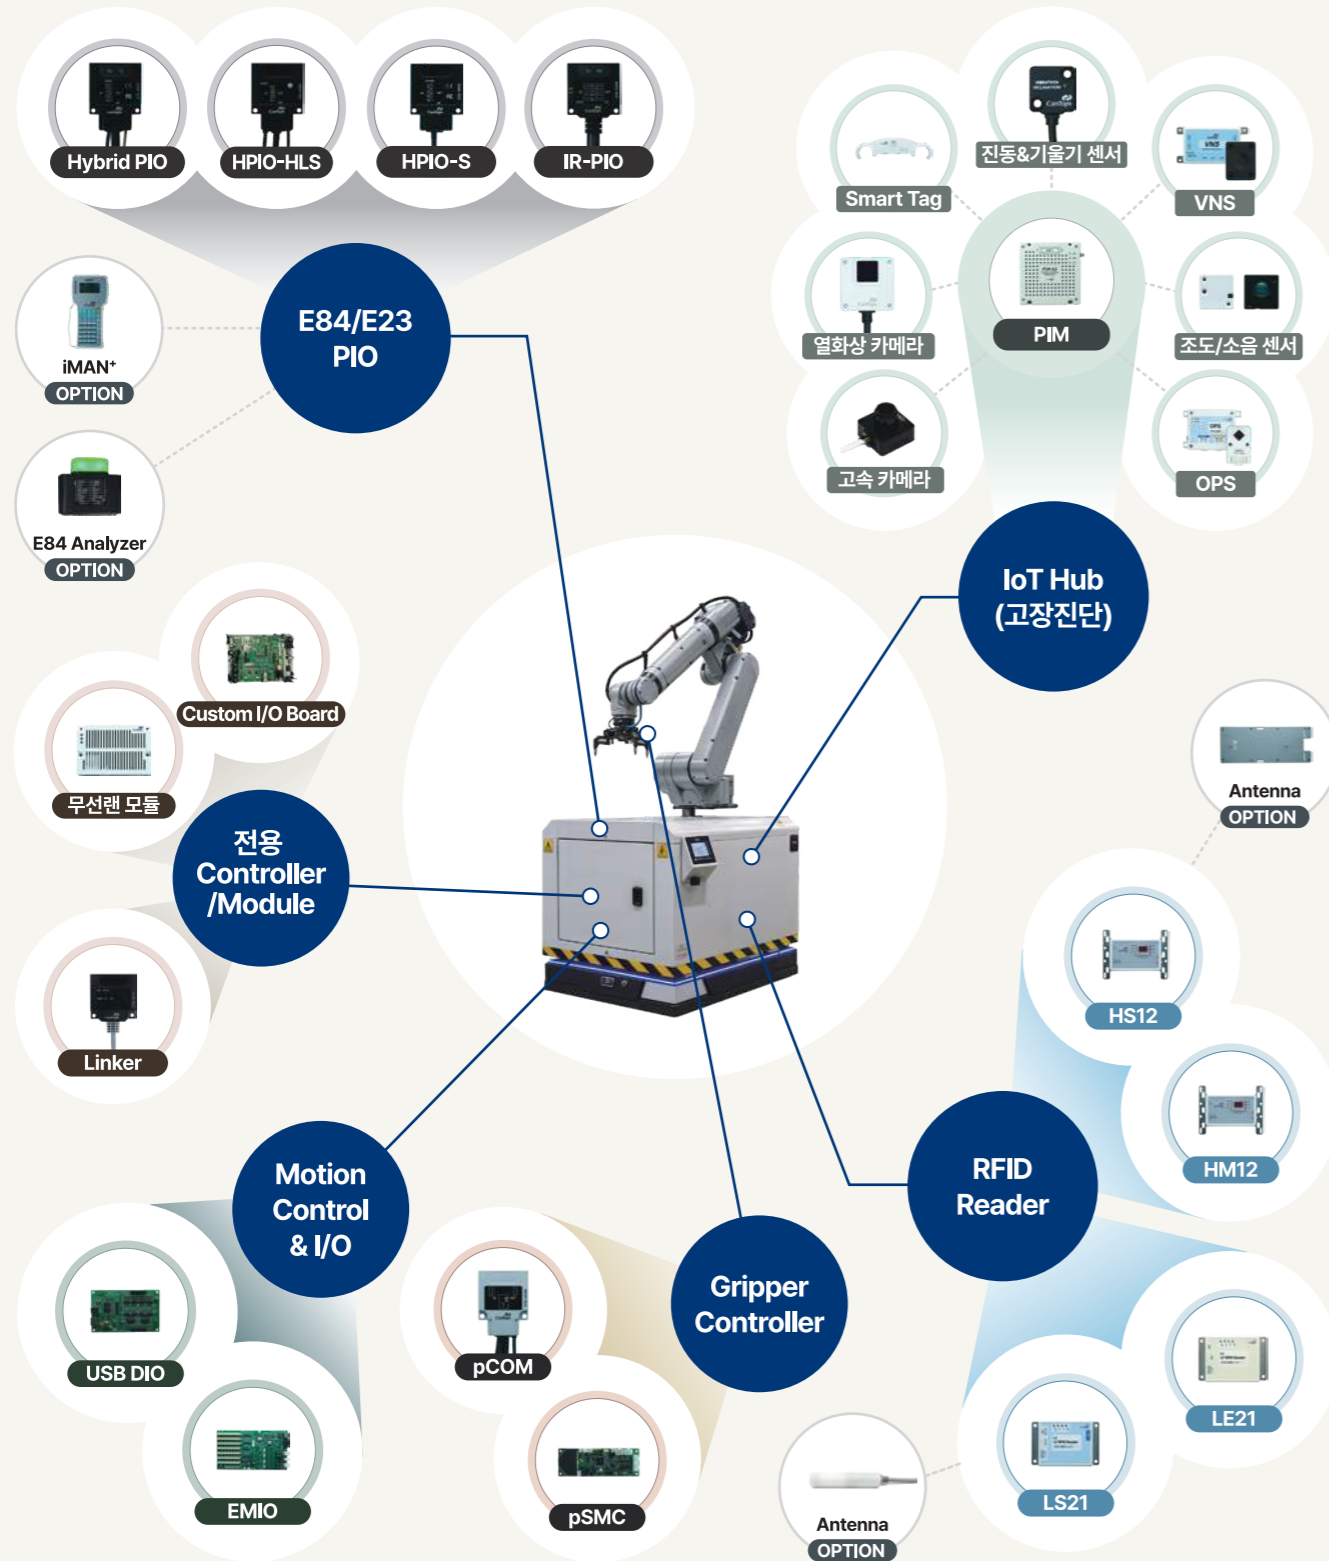 Hybrid PIO
HPIO-HLS
HPIO-S
IR-PIO
E84/E23
PIO
iMAN+
OPTION
E84 Analyzer
OPTION
진동&기울기 센서
Smart Tag
VNS
열화상 카메라
PIM
조도/소음 센서
고속 카메라
OPS
IoT Hub
(고장진단)
Custom I/O Board
무선랜 모듈
전용
Controller
/Module
Linker
Antenna
OPTION
HS12
HM12
RFID
Reader
LE21
LS21
Antenna
OPTION
Motion
Control
& I/O
USB DIO
EMIO
Gripper
Controller
pCOM
pSMC